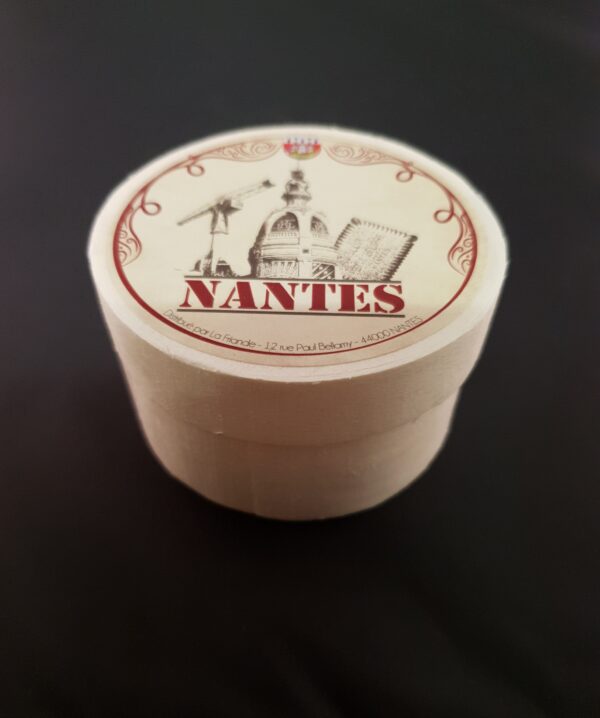 NANTES
Distribué par La Friande - 12 rue Paul Bellamy - 44000 NANTES